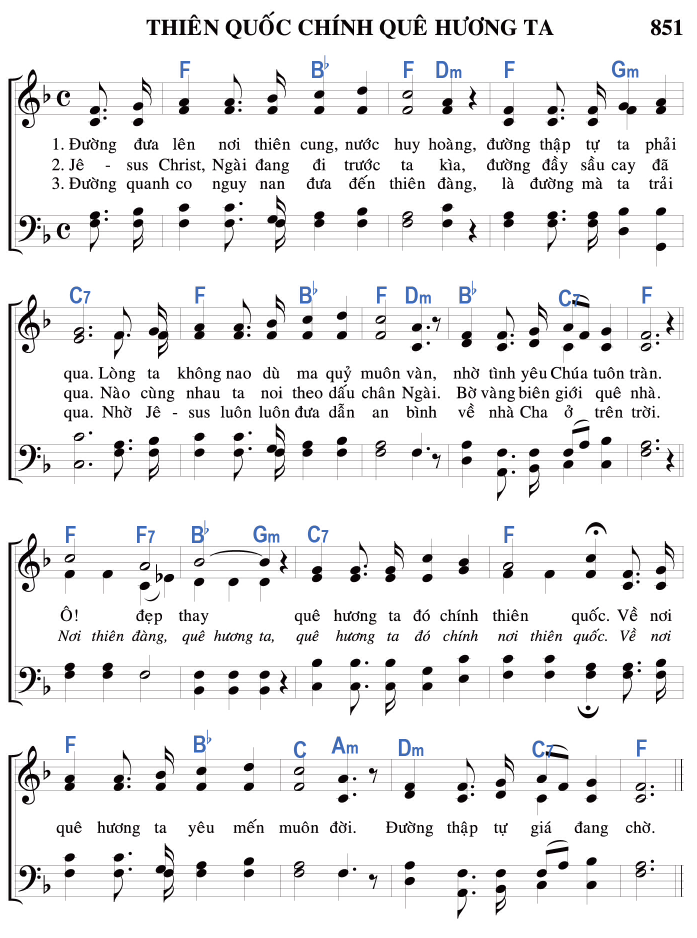 THIÊN QUỐC CHÍNH QUÊ HƯƠNG TA 851
F B♭ F Dm F Gm
1. Đường đưa lên nơi thiên cung, nước huy hoàng, đường thập tự ta phải
2. Jê - sus Christ, Ngài đang đi trước ta kìa, đường đầy sầu cay đã
3. Đường quanh co nguy nan đưa đến thiên đàng, là đường mà ta trải
C7 F B♭ F Dm B♭ C7 F
qua. Lòng ta không nao dù ma quỷ muôn vàn, nhờ tình yêu Chúa tuôn tràn.
qua. Nào cùng nhau ta noi theo dấu chân Ngài. Bờ vàng biên giới quê nhà.
qua. Nhờ Jê - sus luôn luôn đưa dẫn an bình về nhà Cha ở trên trời.
F F7 B♭ Gm C7 F
Ô! đẹp thay quê hương ta đó chính thiên quốc. Về nơi
Nơi thiên đàng, quê hương ta, quê hương ta đó chính nơi thiên quốc. Về nơi
F B♭ C Am Dm C7 F
quê hương ta yêu mến muôn đời. Đường thập tự giá đang chờ.